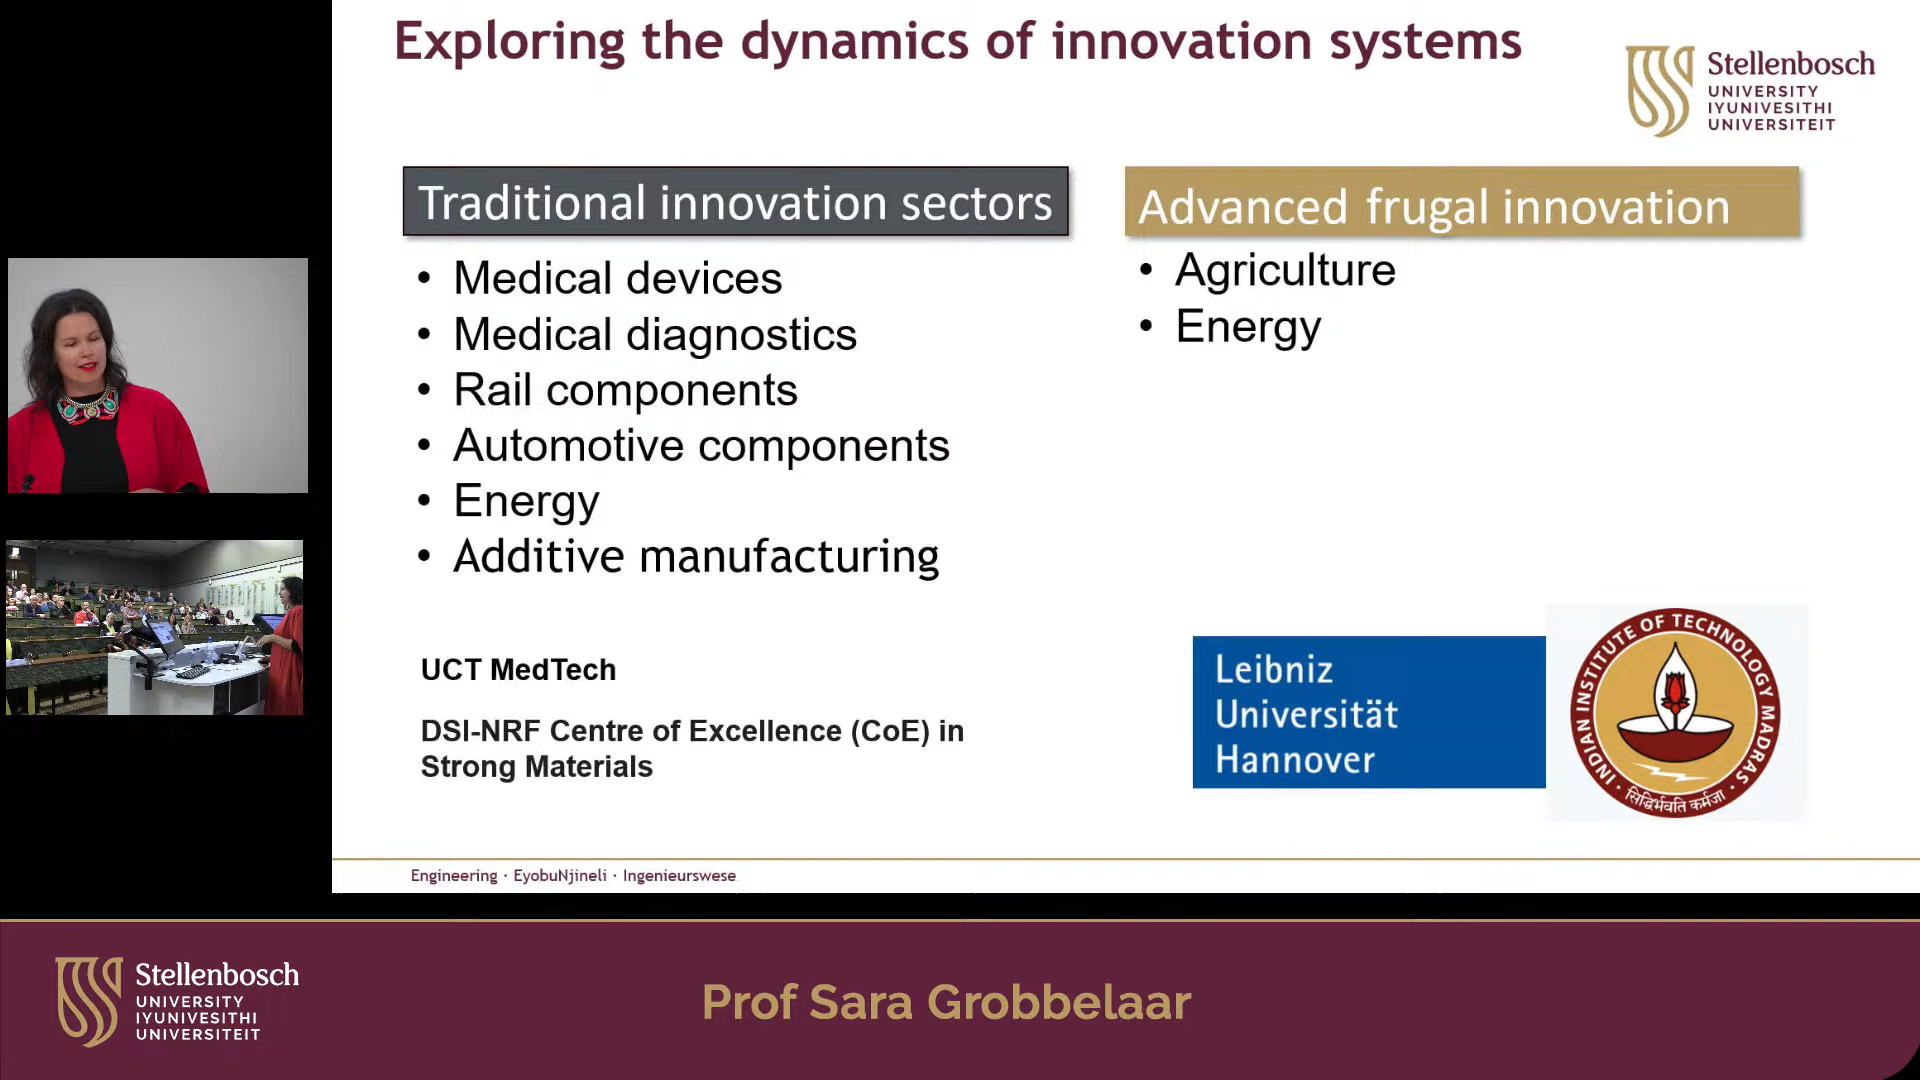 Exploring the dynamics of innovation systems
Stellenbosch
UNIVERSITY
IYUNIVESITHI
UNIVERSITEIT
Traditional innovation sectors
• Medical devices
• Medical diagnostics
• Rail components
• Automotive components
• Energy
• Additive manufacturing
UCT MedTech
DSI-NRF Centre of Excellence (CoE) in
Strong Materials
Advanced frugal innovation
• Agriculture
• Energy
Leibniz
Universität
Hannover
INDIAN INSTITUTE OF TECHNOLOGY MADRAS
सिद्धिर्भवति कर्मजा
Engineering · EyobuNjineli · Ingenieurswese
Stellenbosch
UNIVERSITY
IYUNIVESITHI
UNIVERSITEIT
Prof Sara Grobbelaar